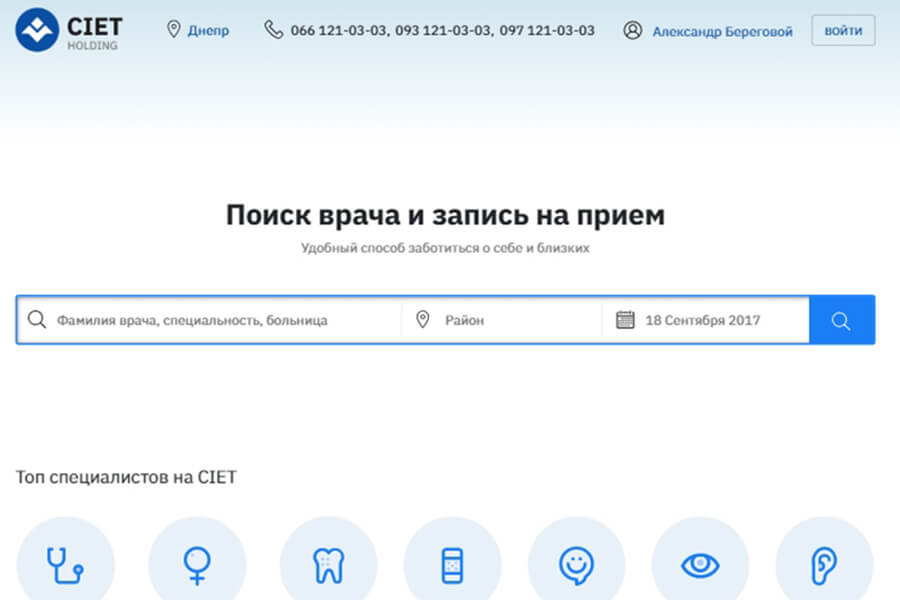 CIET
HOLDING
Днепр
066 121-03-03, 093 121-03-03, 097 121-03-03
Александр Береговой
войти
Поиск врача и запись на прием
Удобный способ заботиться о себе и близких
Фамилия врача, специальность, больница
Район
18 Сентября 2017
Топ специалистов на CIET